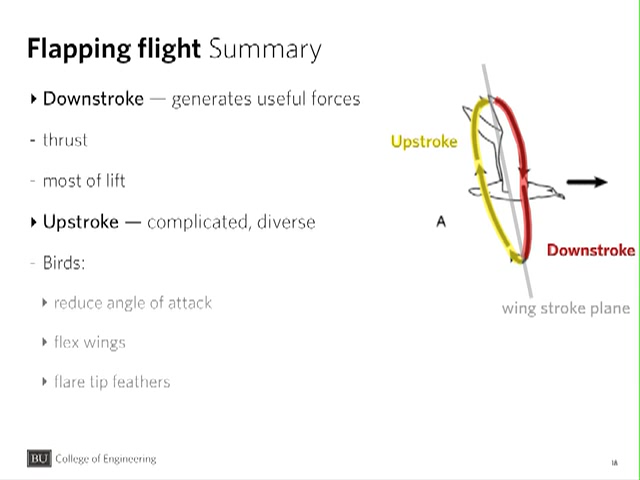 Flapping flight Summary
‣ Downstroke — generates useful forces
- thrust
- most of lift
‣ Upstroke — complicated, diverse
- Birds:
‣ reduce angle of attack
‣ flex wings
‣ flare tip feathers
Upstroke
A
Downstroke
wing stroke plane
BU College of Engineering